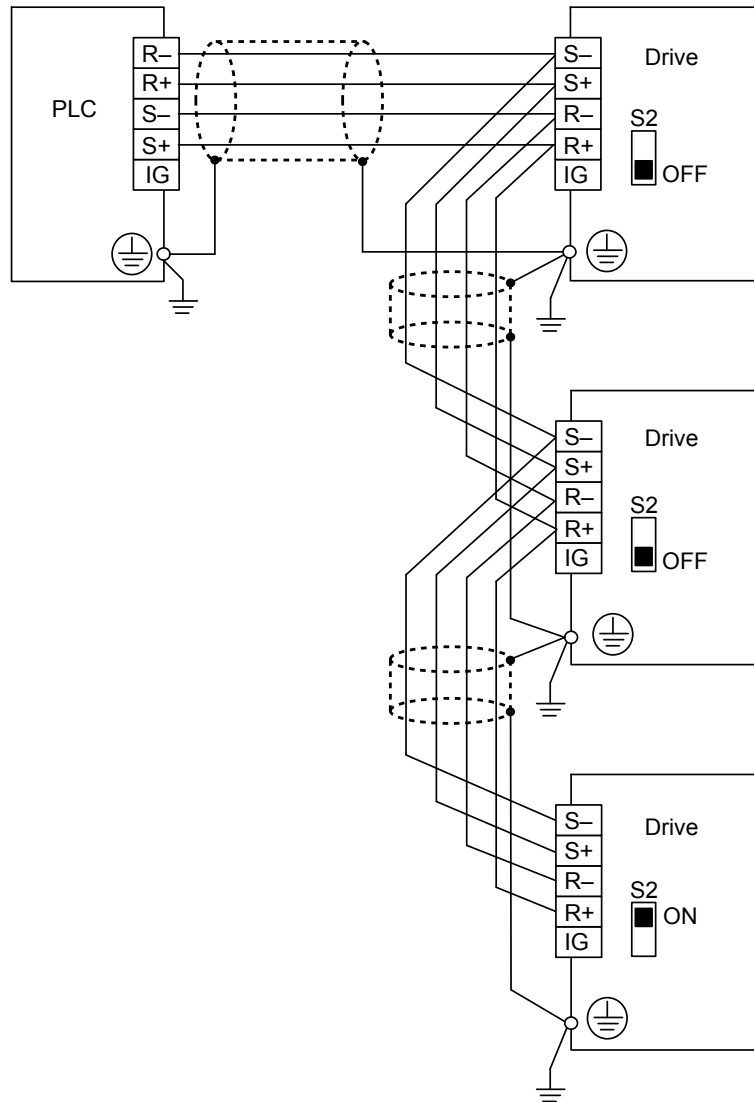 PLC
R–
R+
S–
S+
IG
S–
S+
R–
R+
IG
Drive
S2
OFF
S–
S+
R–
R+
IG
Drive
S2
OFF
S–
S+
R–
R+
IG
Drive
S2
ON